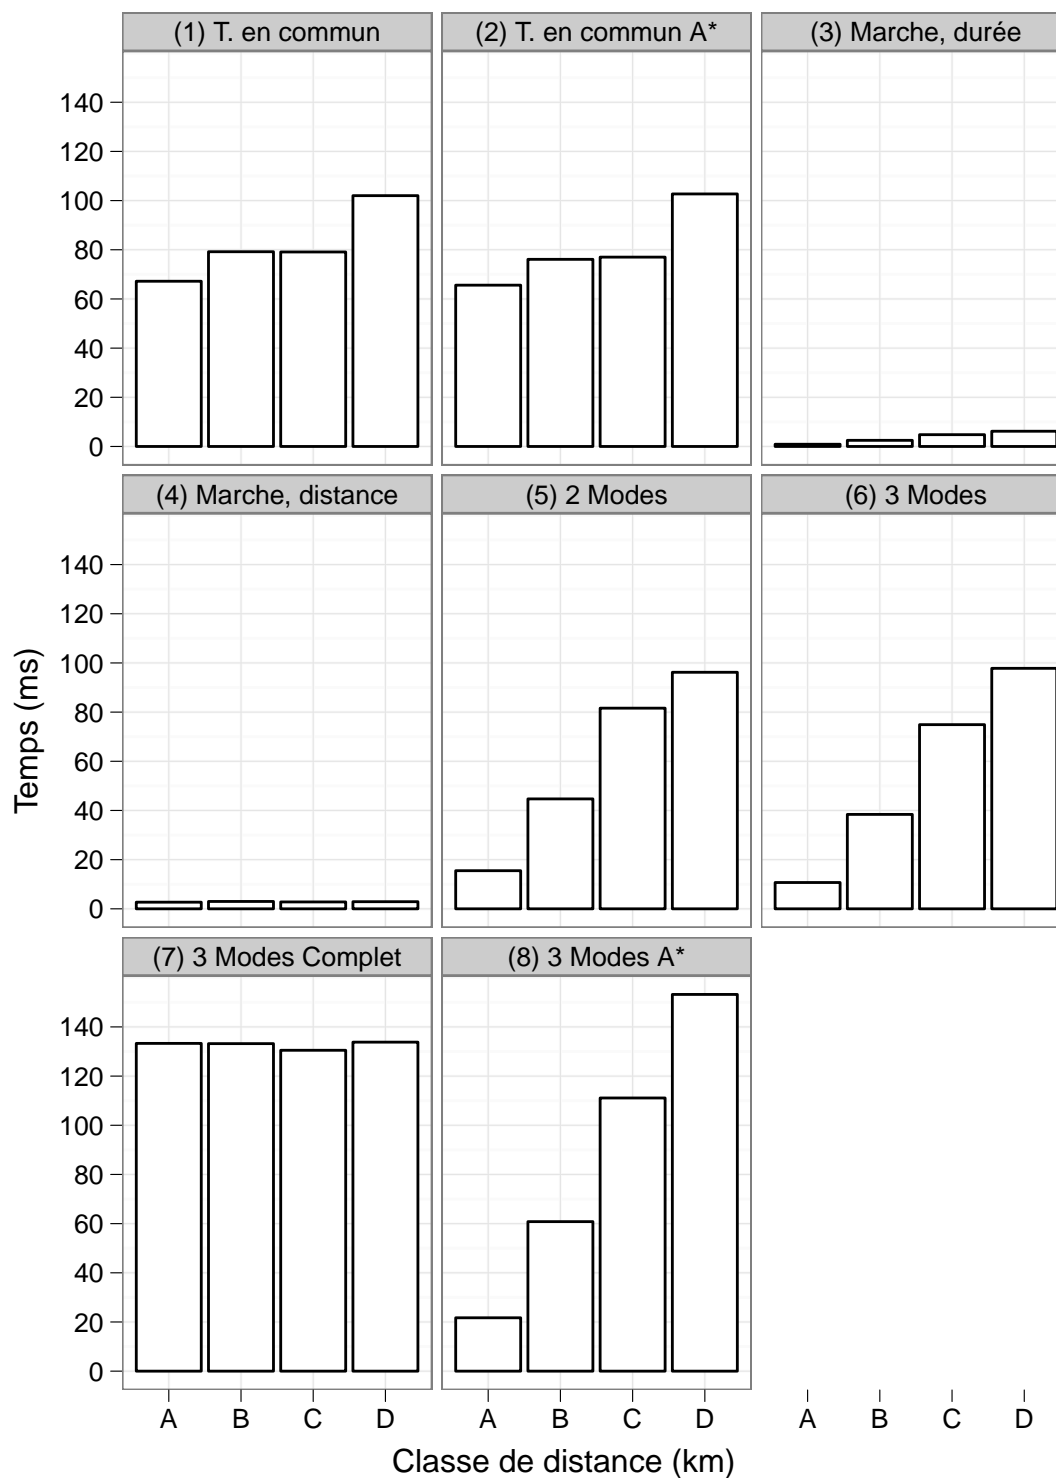 (1) T. en commun
(2) T. en commun A*
(3) Marche, durée
140
120
100
80
60
40
20
0
(4) Marche, distance
(5) 2 Modes
(6) 3 Modes
140
120
100
80
60
40
20
0
Temps (ms)
(7) 3 Modes Complet
(8) 3 Modes A*
140
120
100
80
60
40
20
0
A B C D
A B C D
A B C D
Classe de distance (km)